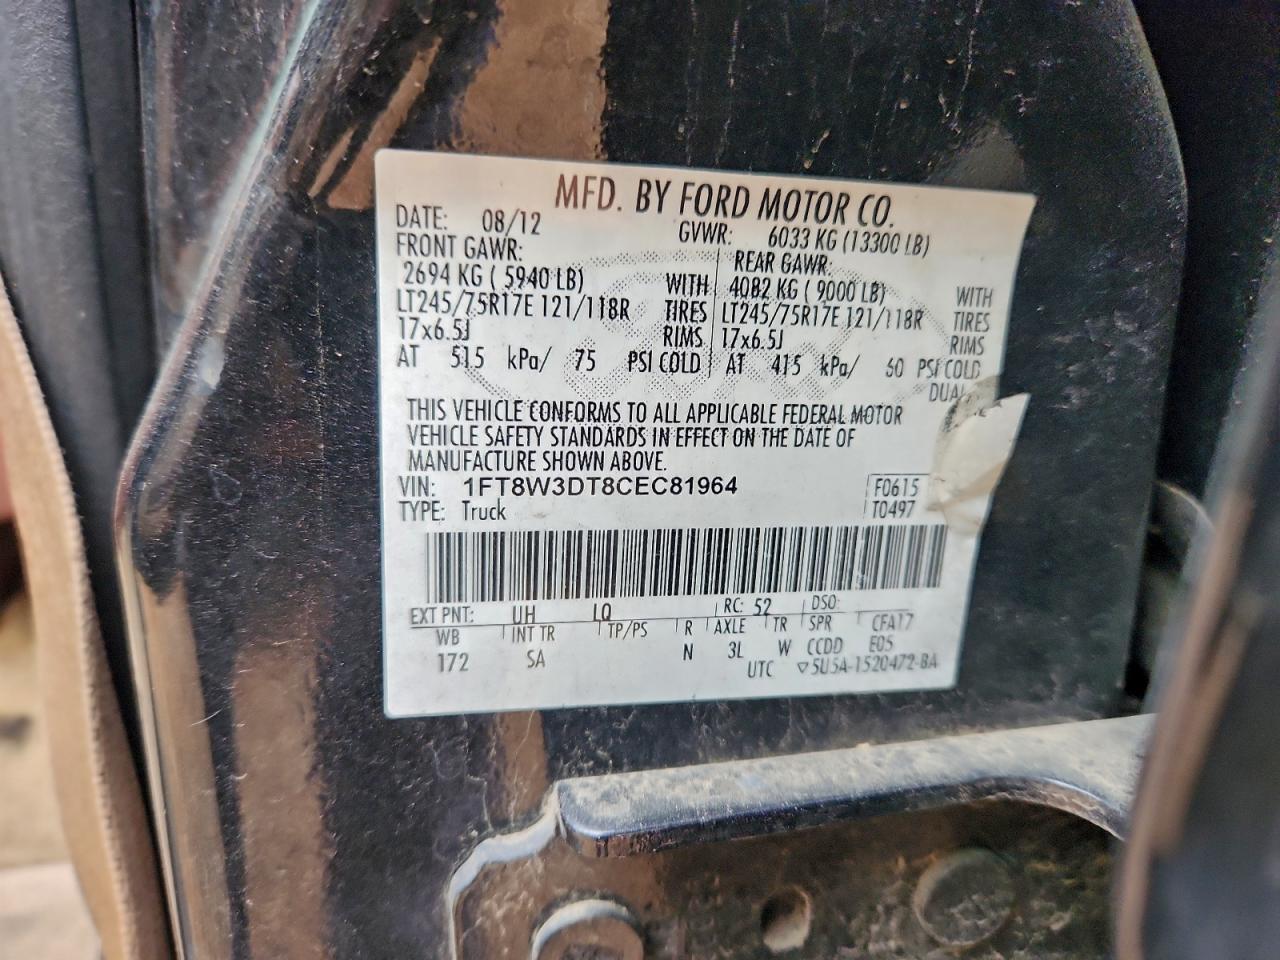 MFD. BY FORD MOTOR CO.
DATE: 08/12 GVWR: 6033 KG (13300 LB)
FRONT GAWR: REAR GAWR:
2694 KG ( 5940 LB) WITH 4082 KG ( 9000 LB) WITH
LT245/75R17E 121/118R TIRES LT245/75R17E 121/118R TIRES
17x6.5J RIMS 17x6.5J RIMS
AT 515 kPa/ 75 PSI COLD AT 415 kPa/ 60 PSI COLD
THIS VEHICLE CONFORMS TO ALL APPLICABLE FEDERAL MOTOR
VEHICLE SAFETY STANDARDS IN EFFECT ON THE DATE OF
MANUFACTURE SHOWN ABOVE.
VIN: 1FT8W3DT8CEC81964 F0615
TYPE: Truck T0497
EXT PNT: UH LQ RC: 52 DSO:
WB INT TR TP/PS R AXLE TR SPR CFA17
172 SA N 3L W CCDD E05
UTC ▽5U5A-1520472-BA